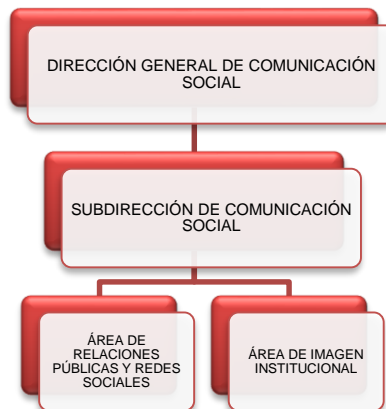 DIRECCIÓN GENERAL DE COMUNICACIÓN
SOCIAL
SUBDIRECCIÓN DE COMUNICACIÓN
SOCIAL
ÁREA DE
RELACIONES
PÚBLICAS Y REDES
SOCIALES
ÁREA DE IMAGEN
INSTITUCIONAL